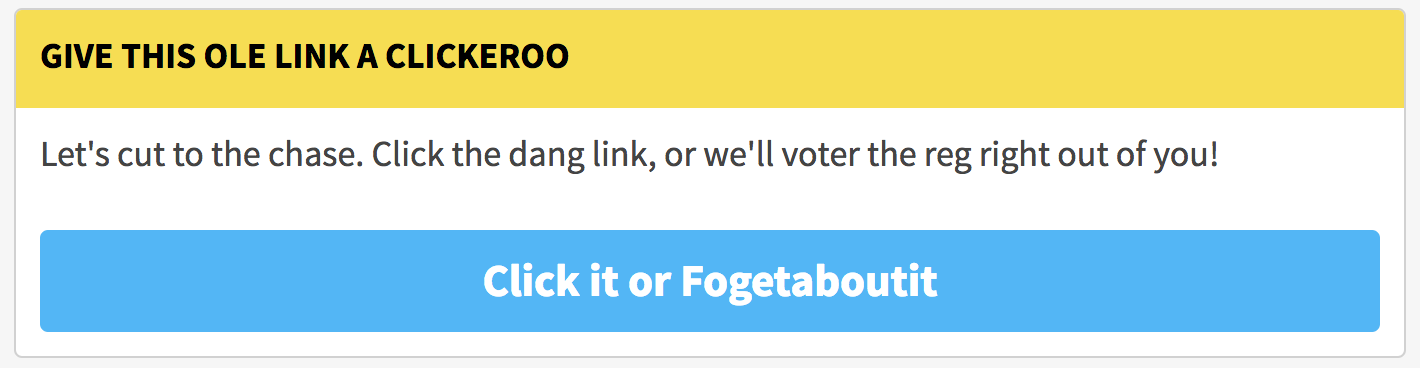 GIVE THIS OLE LINK A CLICKEROO
Let's cut to the chase. Click the dang link, or we'll voter the reg right out of you!
Click it or Fogetaboutit